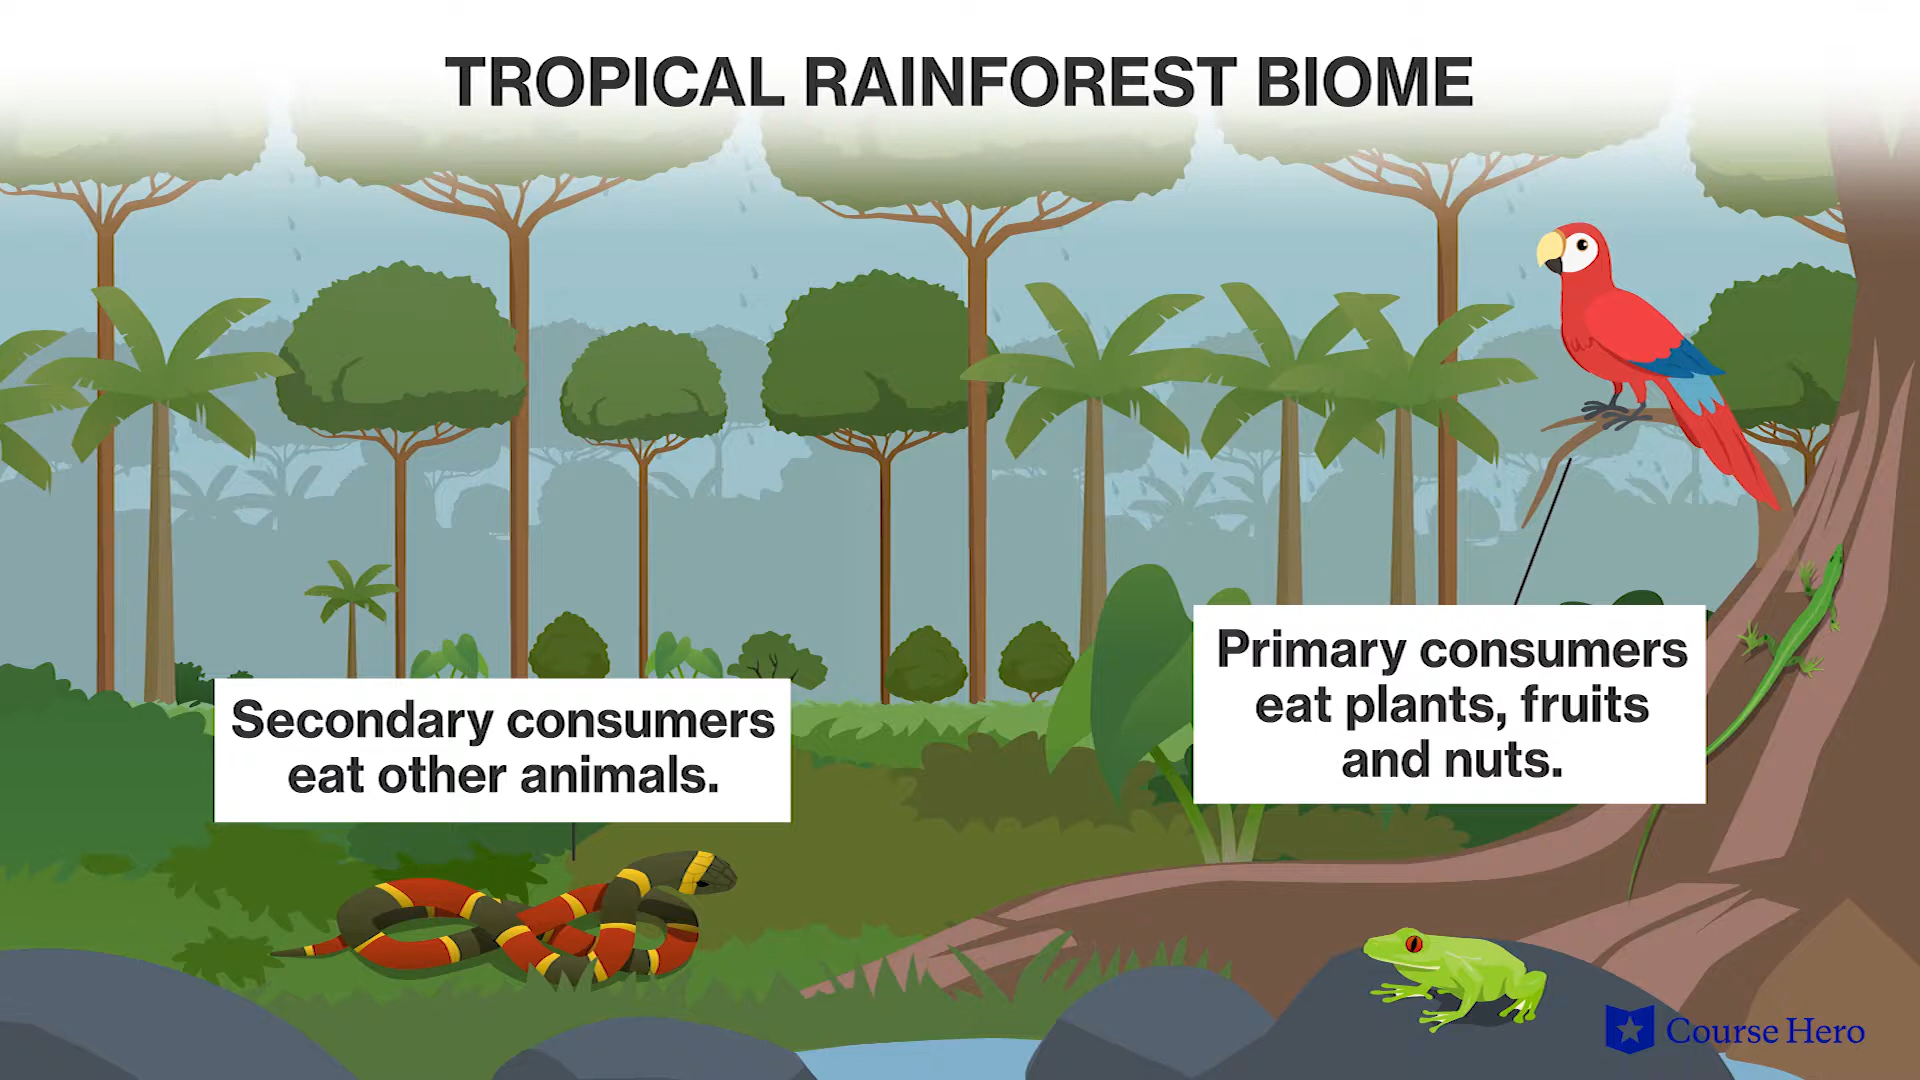 TROPICAL RAINFOREST BIOME
Primary consumers
eat plants, fruits
and nuts.
Secondary consumers
eat other animals.
Course Hero